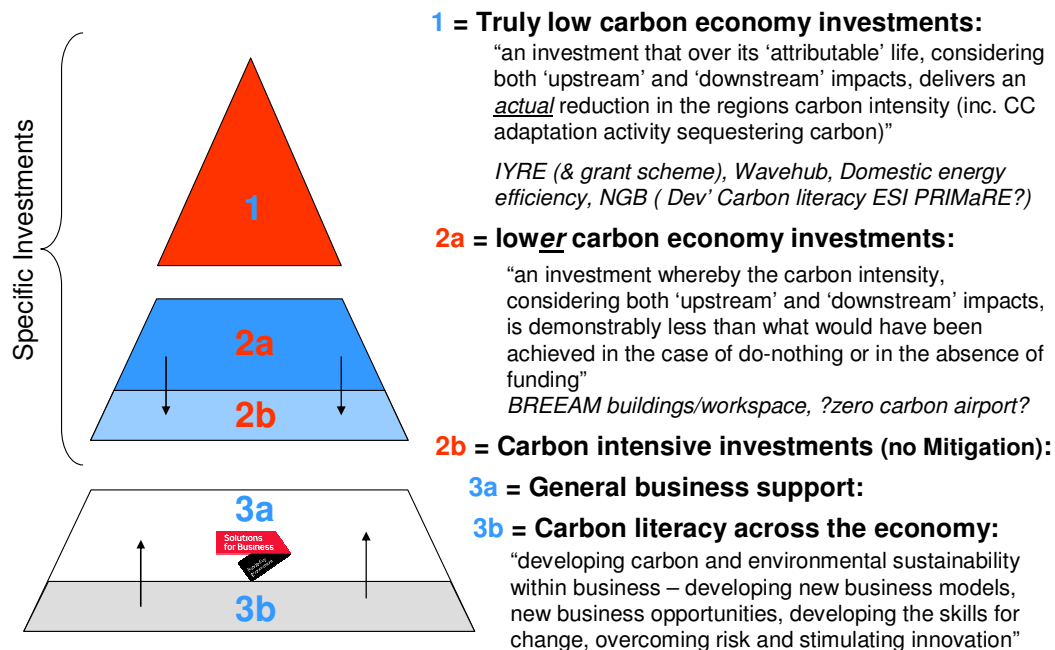 1 = Truly low carbon economy investments:
“an investment that over its ‘attributable’ life, considering
both ‘upstream’ and ‘downstream’ impacts, delivers an
actual reduction in the regions carbon intensity (inc. CC
adaptation activity sequestering carbon)”
IYRE (& grant scheme), Wavehub, Domestic energy
efficiency, NGB ( Dev’ Carbon literacy ESI PRIMaRE?)
2a = lower carbon economy investments:
“an investment whereby the carbon intensity,
considering both ‘upstream’ and ‘downstream’ impacts,
is demonstrably less than what would have been
achieved in the case of do-nothing or in the absence of
funding”
BREEAM buildings/workspace, ?zero carbon airport?
2b = Carbon intensive investments (no Mitigation):
3a = General business support:
3b = Carbon literacy across the economy:
“developing carbon and environmental sustainability
within business – developing new business models,
new business opportunities, developing the skills for
change, overcoming risk and stimulating innovation”
Specific Investments
1
2a
2b
3a
Solutions
for Business
3b